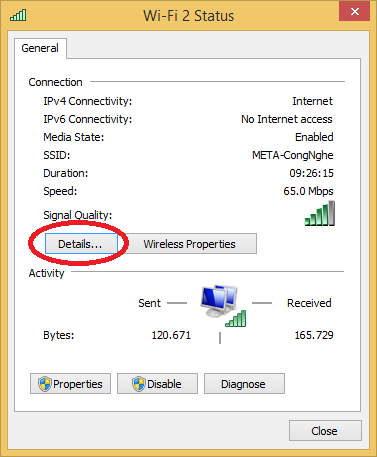 Wi-Fi 2 Status
General
Connection
IPv4 Connectivity: Internet
IPv6 Connectivity: No Internet access
Media State: Enabled
SSID: META-CongNghe
Duration: 09:26:15
Speed: 65.0 Mbps
Signal Quality:
Details... Wireless Properties
Activity
Sent Received
Bytes: 120.671 165.729
Properties Disable Diagnose
Close